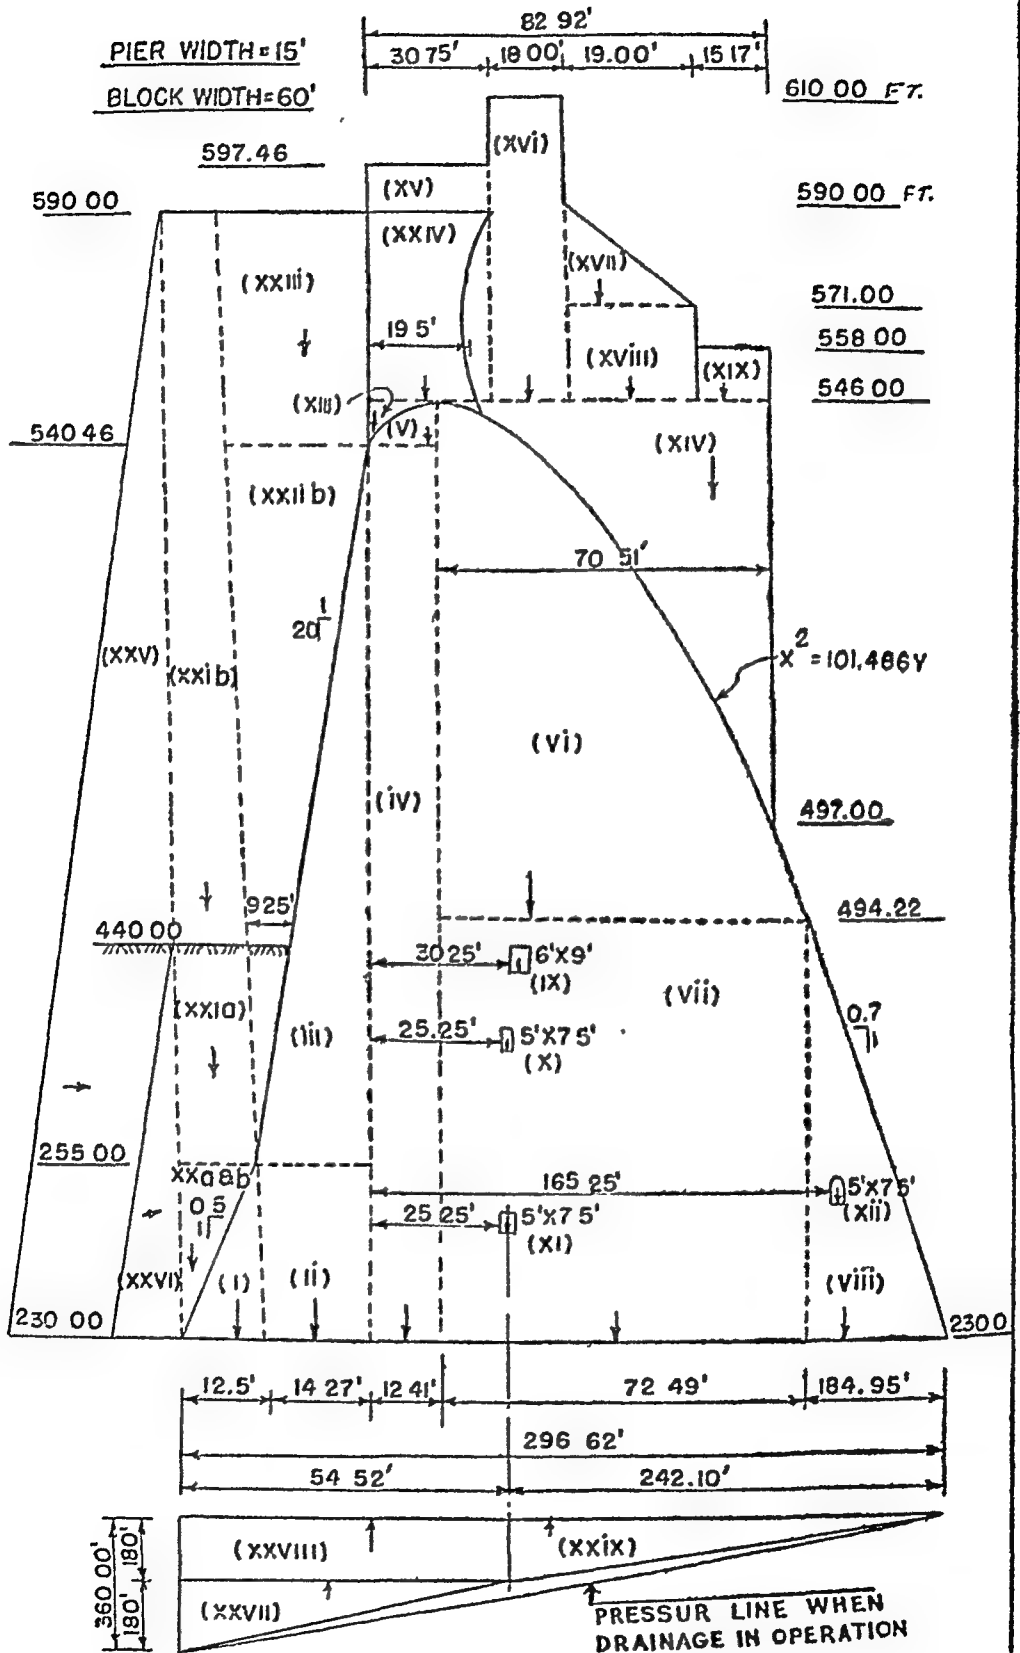 82 92'
PIER WIDTH = 15'
30 75' 18 00' 19.00' 15 17'
BLOCK WIDTH = 60'
610 00 FT.
597.46
(XVi)
(XV)
590 00
590 00 FT.
(XXIV)
(XXIII)
(XVII)
571.00
19 5'
558 00
(XVIII)
(XIX)
546 00
(XIII)
(V)
540 46
(XIV)
(XXII b)
70 51'
20 1
(XXV)
(XXI b)
x² = 101.486Y
(Vi)
(iV)
497.00
925'
494.22
440 00
30 25' 6'X9'
(IX)
(XXIa)
(Vii)
0.7
1
(iii)
25.25' 5'X7 5'
(X)
255 00
XXa&b
165 25' 5'X7 5'
(Xii)
0 5
1
25 25' 5'X7 5'
(XI)
(XXVI)
(I)
(ii)
(Viii)
230 00
230 0
12.5' 14 27' 12 41' 72 49' 184.95'
296 62'
54 52' 242.10'
360 00'
180'
180'
(XXVIII)
(XXiX)
(XXVII)
PRESSUR LINE WHEN
DRAINAGE IN OPERATION